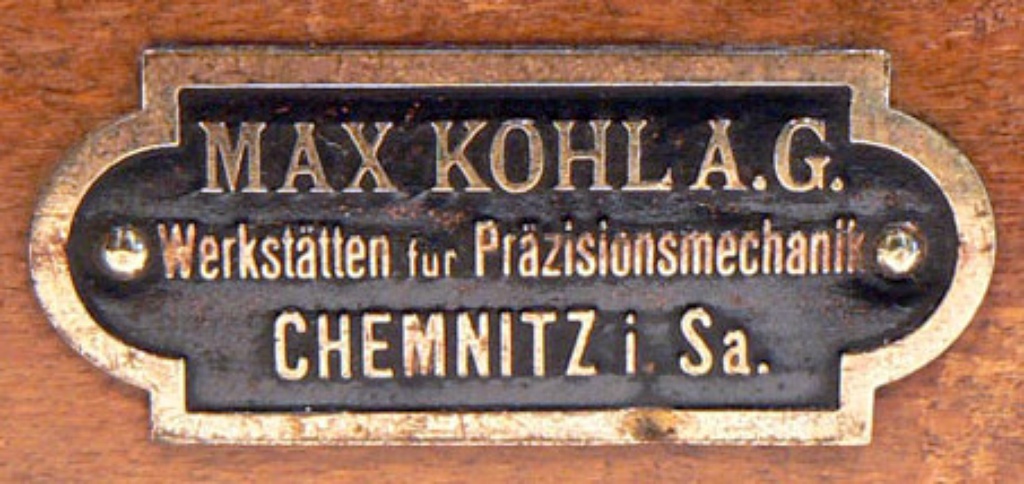 MAX KOHL A.G.
Werkstätten für Präzisionsmechanik
CHEMNITZ i. Sa.